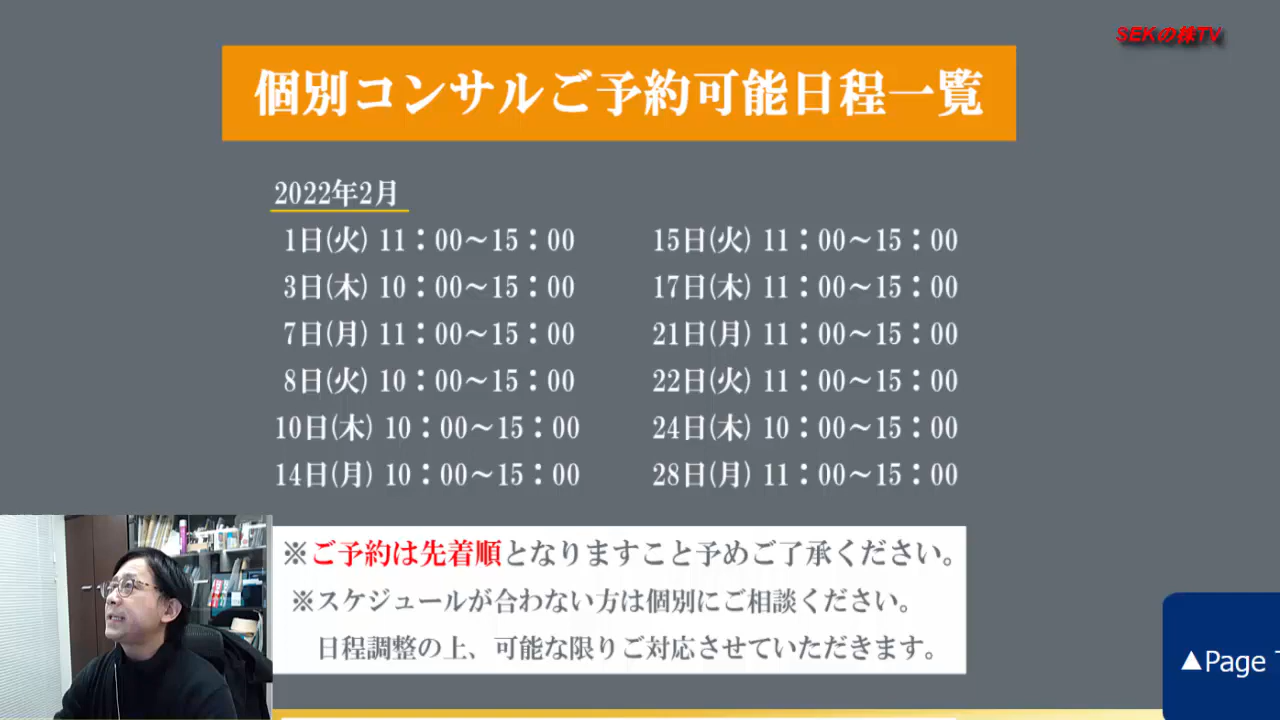 SEKの株TV
個別コンサルご予約可能日程一覧
2022年2月
1日(火) 11：00～15：00
3日(木) 10：00～15：00
7日(月) 11：00～15：00
8日(火) 10：00～15：00
10日(木) 10：00～15：00
14日(月) 10：00～15：00
15日(火) 11：00～15：00
17日(木) 11：00～15：00
21日(月) 11：00～15：00
22日(火) 11：00～15：00
24日(木) 10：00～15：00
28日(月) 11：00～15：00
※ご予約は先着順となりますこと予めご了承ください。
※スケジュールが合わない方は個別にご相談ください。
日程調整の上、可能な限りご対応させていただきます。
▲Page